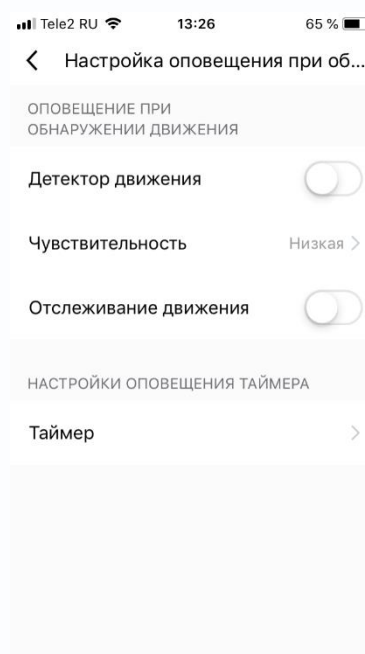 Tele2 RU 13:26 65 %
Настройка оповещения при об...
ОПОВЕЩЕНИЕ ПРИ
ОБНАРУЖЕНИИ ДВИЖЕНИЯ
Детектор движения
Чувствительность Низкая >
Отслеживание движения
НАСТРОЙКИ ОПОВЕЩЕНИЯ ТАЙМЕРА
Таймер >